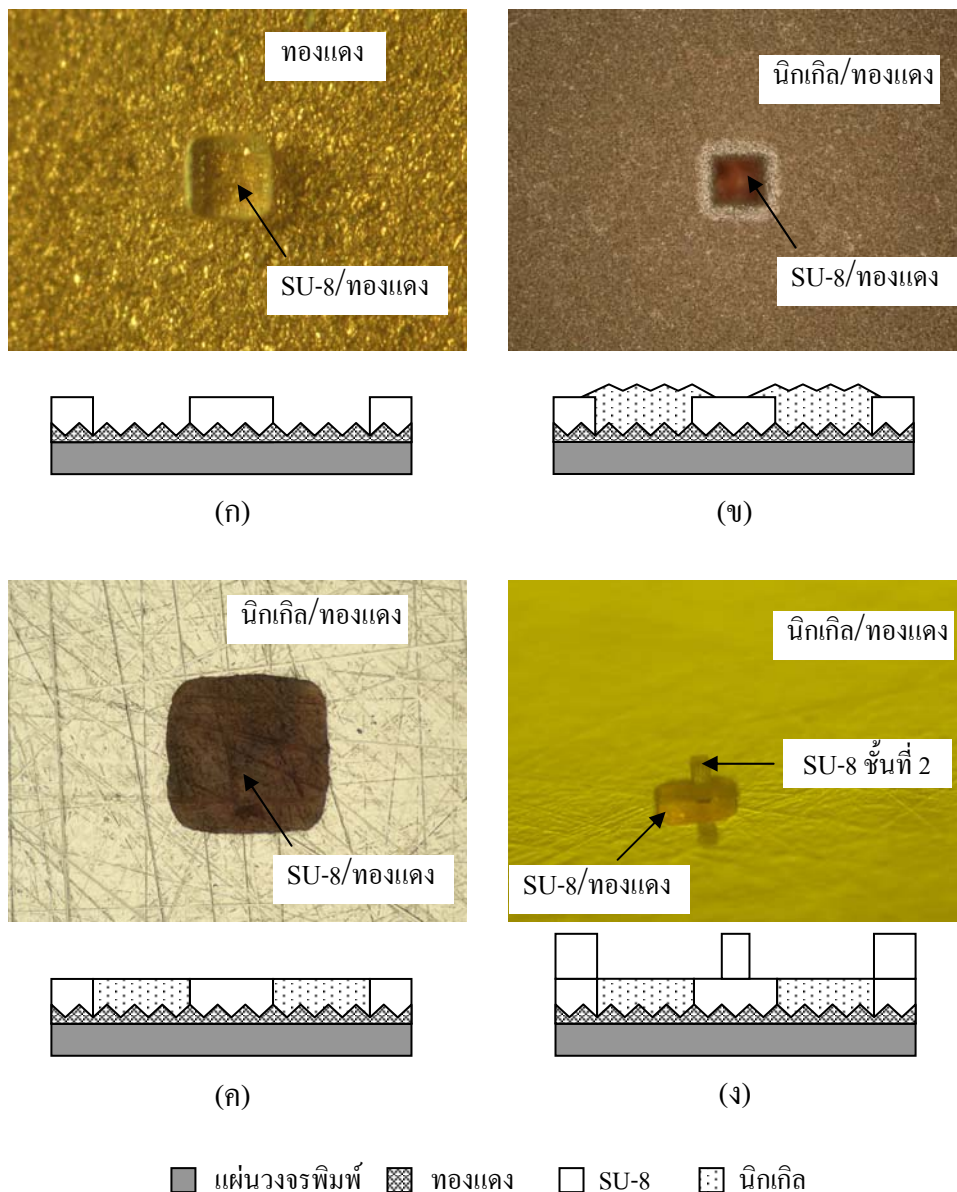 ทองแดง
SU-8/ทองแดง
นิกเกิล/ทองแดง
SU-8/ทองแดง
(ก)
(ข)
นิกเกิล/ทองแดง
SU-8/ทองแดง
นิกเกิล/ทองแดง
SU-8 ชั้นที่ 2
SU-8/ทองแดง
(ค)
(ง)
แผ่นวงจรพิมพ์ ทองแดง SU-8 นิกเกิล